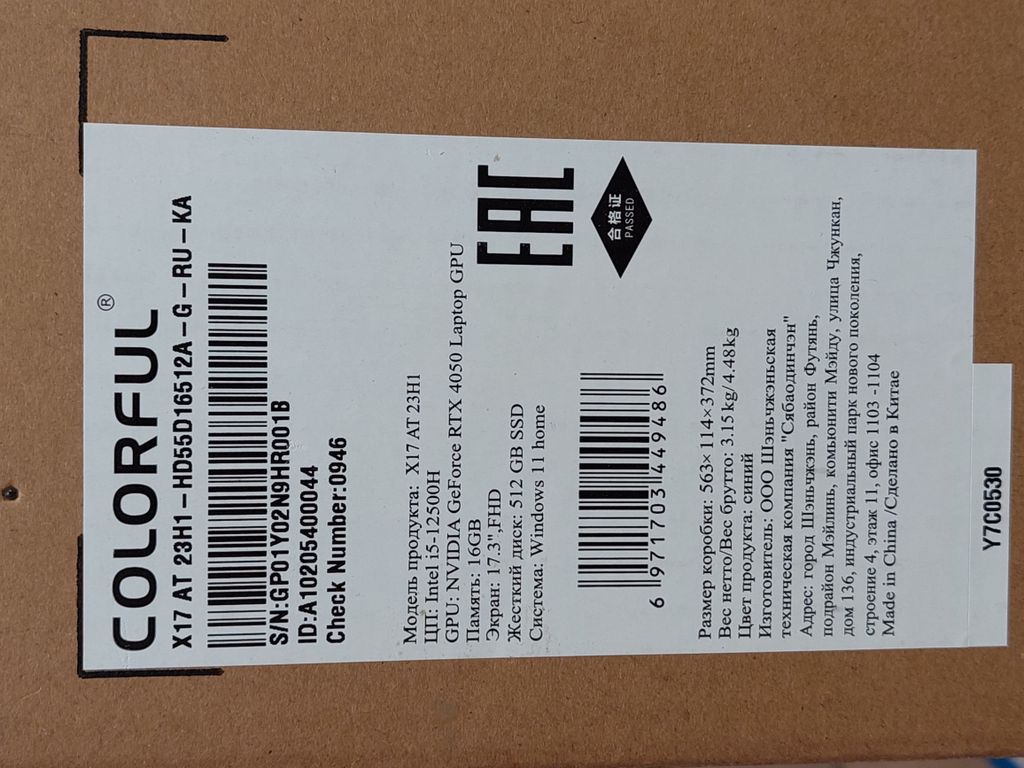 COLORFUL®
X17 AT 23H1-HD55D16512A-G-RU-KA
S/N:GP01Y02N9HR001B
ID:A10205400044
Check Number:0946
Модель продукта: X17 AT 23H1
ЦП: Intel i5-12500H
GPU: NVIDIA GeForce RTX 4050 Laptop GPU
Память: 16GB
Экран: 17.3",FHD
Жесткий диск: 512 GB SSD
Система: Windows 11 home
EAC
合格证
PASSED
6 971703 449486
Размер коробки: 563×114×372mm
Вес нетто/Вес брутто: 3.15kg/4.48kg
Цвет продукта: синий
Изготовитель: ООО Шэньчжэньская
техническая компания "Сябаодинчэн"
Адрес: город Шэньчжэнь, район Футянь,
подрайон Мэйлинь, комьюнити Мэйду, улица Чжункан,
дом 136, индустриальный парк нового поколения,
строение 4, этаж 11, офис 1103 -1104
Made in China /Сделано в Китае
Y7C0530